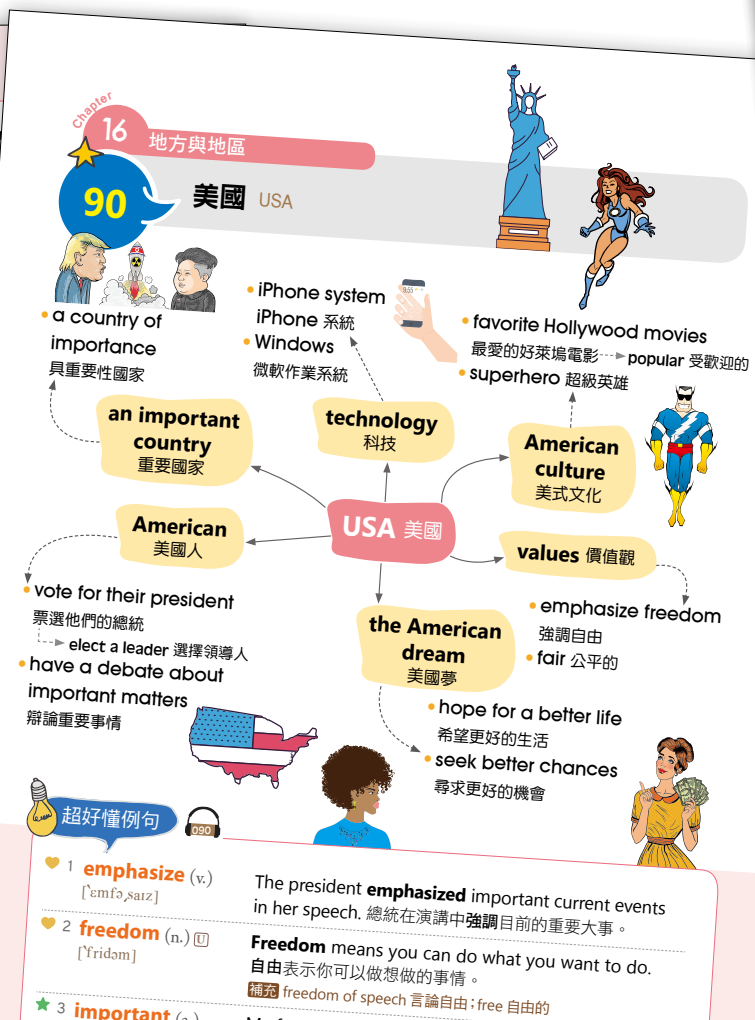 Chapter
16 地方與地區
90 美國 USA
a country of
importance
具重要性國家
iPhone system
iPhone 系統
Windows
微軟作業系統
9:55
favorite Hollywood movies
最愛的好萊塢電影 popular 受歡迎的
superhero 超級英雄
an important
country
重要國家
technology
科技
American
culture
美式文化
American
美國人
USA 美國
values 價值觀
vote for their president
票選他們的總統
elect a leader 選擇領導人
have a debate about
important matters
辯論重要事情
the American
dream
美國夢
emphasize freedom
強調自由
fair 公平的
hope for a better life
希望更好的生活
seek better chances
尋求更好的機會
超好懂例句
090
1 emphasize (v.)
[ˋɛmfəˏsaɪz]
The president emphasized important current events
in her speech. 總統在演講中強調目前的重要大事。
2 freedom (n.) U
[ˋfridəm]
Freedom means you can do what you want to do.
自由表示你可以做想做的事情。
補充 freedom of speech 言論自由；free 自由的
3 important